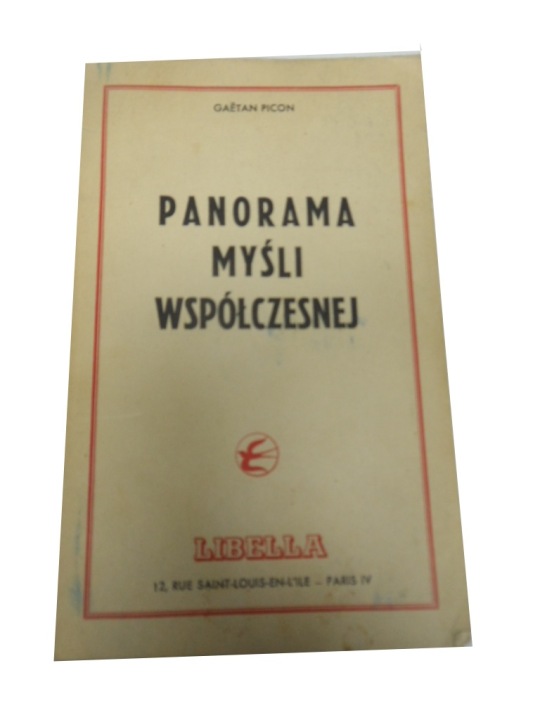 GAËTAN PICON
PANORAMA
MYŚLI
WSPÓŁCZESNEJ
LIBELLA
12, RUE SAINT-LOUIS-EN-L'ILE – PARIS IV